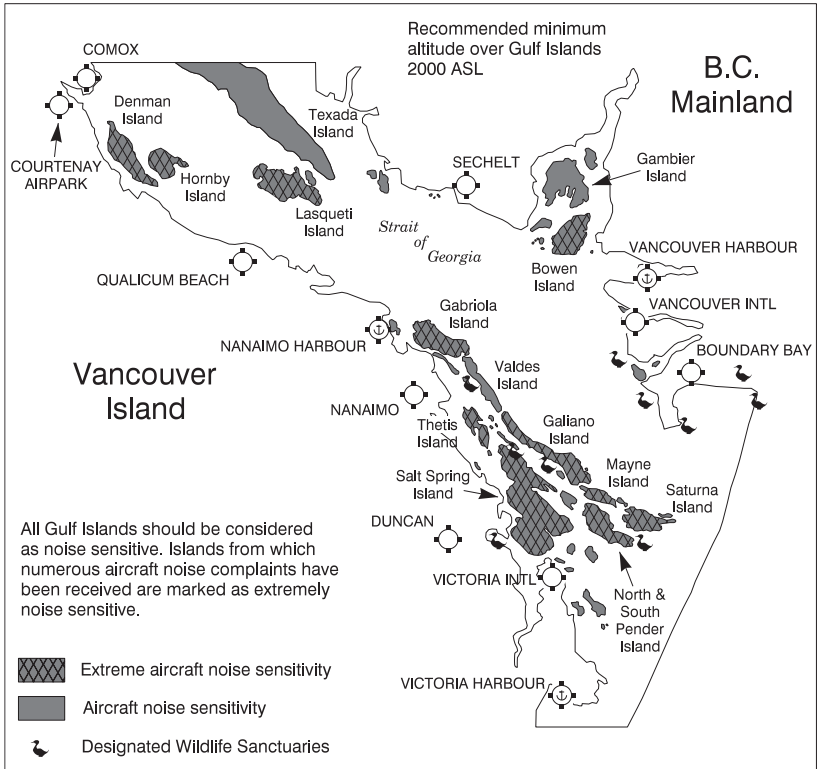 Recommended minimum
altitude over Gulf Islands
2000 ASL
B.C.
Mainland
COMOX
Denman
Island
Texada
Island
COURTENAY
AIRPARK
Hornby
Island
Lasqueti
Island
SECHELT
Gambier
Island
Strait
of
Georgia
Bowen
Island
VANCOUVER HARBOUR
QUALICUM BEACH
VANCOUVER INTL
Gabriola
Island
NANAIMO HARBOUR
BOUNDARY BAY
Vancouver
Island
Valdes
Island
NANAIMO
Thetis
Island
Galiano
Island
Mayne
Island
Salt Spring
Island
Saturna
Island
DUNCAN
All Gulf Islands should be considered
as noise sensitive. Islands from which
numerous aircraft noise complaints have
been received are marked as extremely
noise sensitive.
VICTORIA INTL
North &
South
Pender
Island
Extreme aircraft noise sensitivity
VICTORIA HARBOUR
Aircraft noise sensitivity
Designated Wildlife Sanctuaries